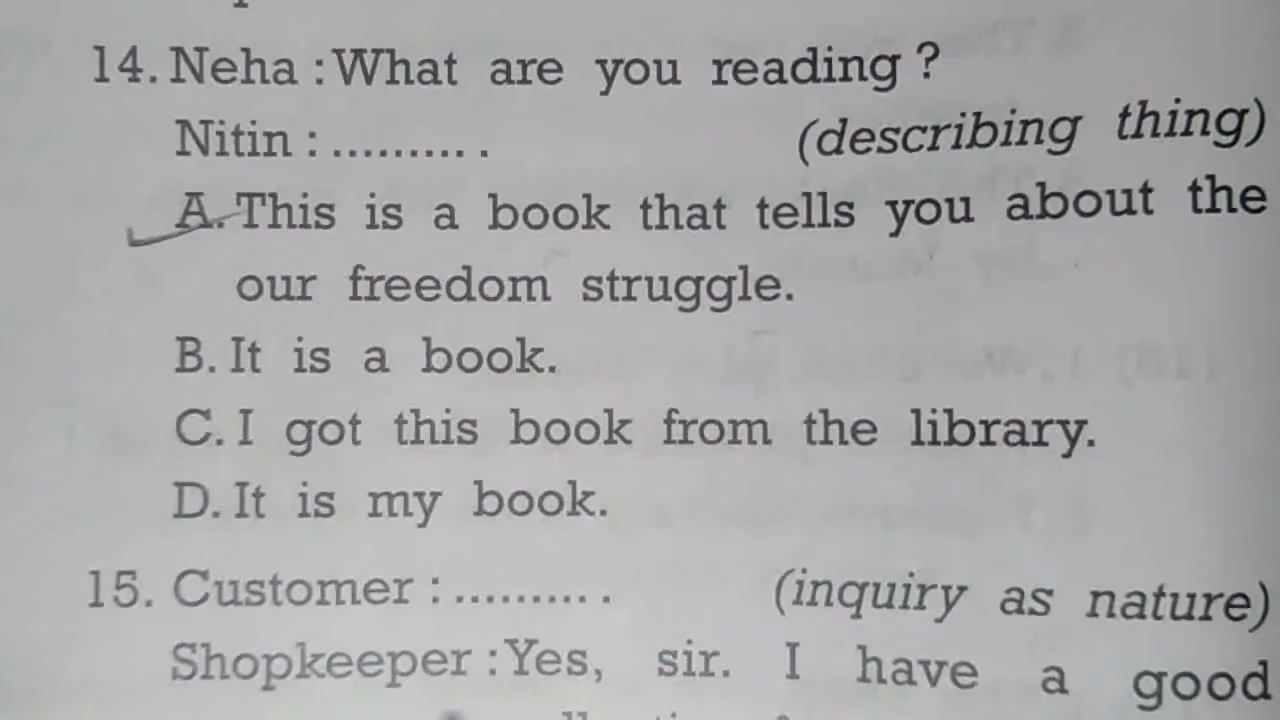 14. Neha : What are you reading ?
Nitin : .......... (describing thing)
A. This is a book that tells you about the
our freedom struggle.
B. It is a book.
C. I got this book from the library.
D. It is my book.
15. Customer : .......... (inquiry as nature)
Shopkeeper : Yes, sir. I have a good